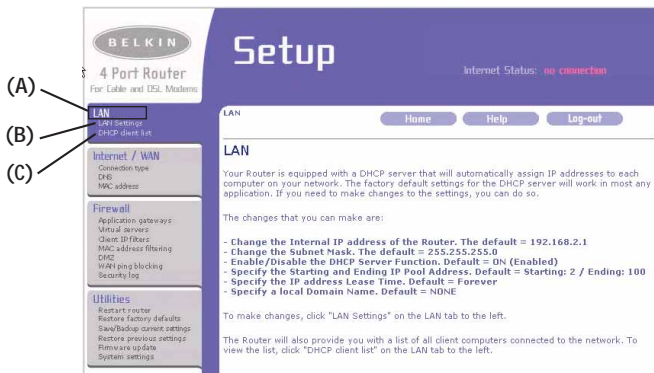 BELKIN
4 Port Router
For Cable and DSL Modems
Setup
Internet Status: no connection
(A)
(B)
(C)
LAN
LAN Settings
DHCP client list
Internet / WAN
Connection type
DNS
MAC address
Firewall
Application gateways
Virtual servers
Client IP filters
MAC address filtering
DMZ
WAN ping blocking
Security log
Utilities
Restart router
Restore factory defaults
Save/Backup current settings
Restore previous settings
Firmware update
System settings
LAN
Home
Help
Log-out
LAN
Your Router is equipped with a DHCP server that will automatically assign IP addresses to each
computer on your network. The factory default settings for the DHCP server will work in most any
application. If you need to make changes to the settings, you can do so.
The changes that you can make are:
- Change the Internal IP address of the Router. The default = 192.168.2.1
- Change the Subnet Mask. The default = 255.255.255.0
- Enable/Disable the DHCP Server Function. Default = ON (Enabled)
- Specify the Starting and Ending IP Pool Address. Default = Starting: 2 / Ending: 100
- Specify the IP address Lease Time. Default = Forever
- Specify a local Domain Name. Default = NONE
To make changes, click "LAN Settings" on the LAN tab to the left.
The Router will also provide you with a list of all client computers connected to the network. To
view the list, click "DHCP client list" on the LAN tab to the left.